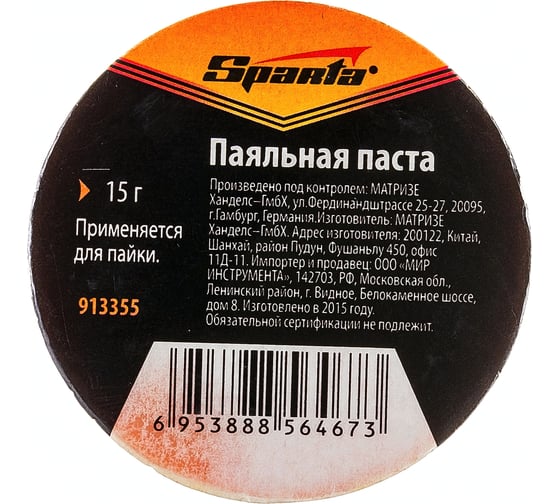 Sparta
Паяльная паста
15 г
Применяется
для пайки.
913355
Произведено под контролем: МАТРИЗЕ
Ханделс-ГмбХ, ул.Фердинандштрассе 25-27, 20095,
г.Гамбург, Германия.Изготовитель: МАТРИЗЕ
Ханделс-ГмбХ. Адрес изготовителя: 200122, Китай,
Шанхай, район Пудун, Фушаньлу 450, офис
11Д-11. Импортер и продавец: ООО «МИР
ИНСТРУМЕНТА», 142703, РФ, Московская обл.,
Ленинский район, г. Видное, Белокаменное шоссе,
дом 8. Изготовлено в 2015 году.
Обязательной сертификации не подлежит.
6 953888 564673